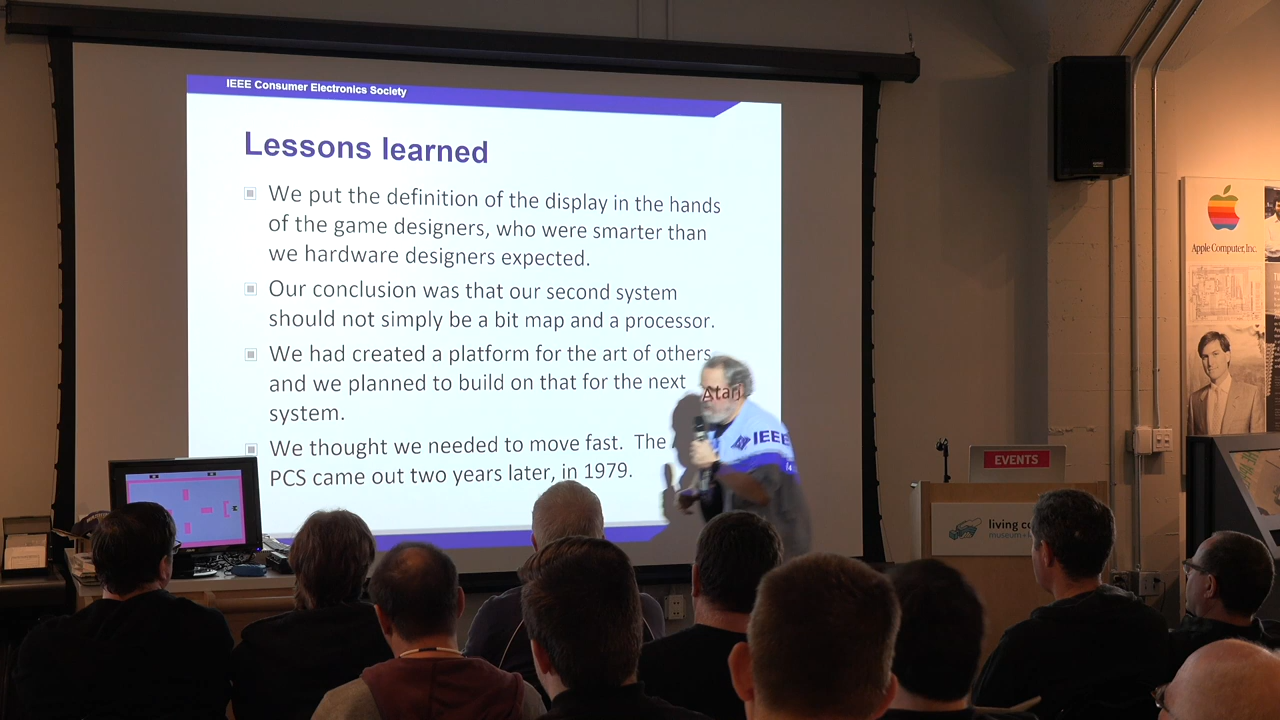 IEEE Consumer Electronics Society
Lessons learned
We put the definition of the display in the hands
of the game designers, who were smarter than
we hardware designers expected.
Our conclusion was that our second system
should not simply be a bit map and a processor.
We had created a platform for the art of others
and we planned to build on that for the next
system.
We thought we needed to move fast. The Atari
PCS came out two years later, in 1979.
IEEE
Apple Computer, Inc.
EVENTS
living co
museum+